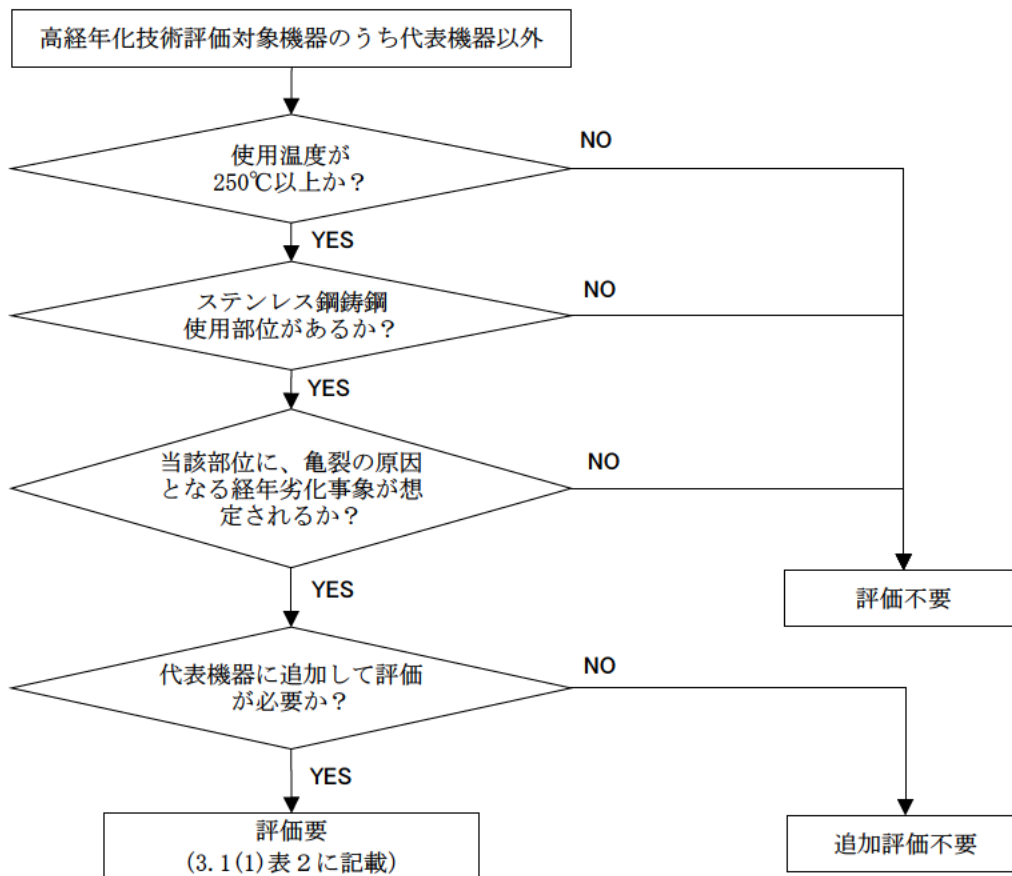 高経年化技術評価対象機器のうち代表機器以外
使用温度が
250℃以上か？
NO
YES
ステンレス鋼鋳鋼
使用部位があるか？
NO
YES
当該部位に、亀裂の原因
となる経年劣化事象が想
定されるか？
NO
YES
評価不要
代表機器に追加して評価
が必要か？
NO
YES
評価要
(3.1(1)表２に記載)
追加評価不要